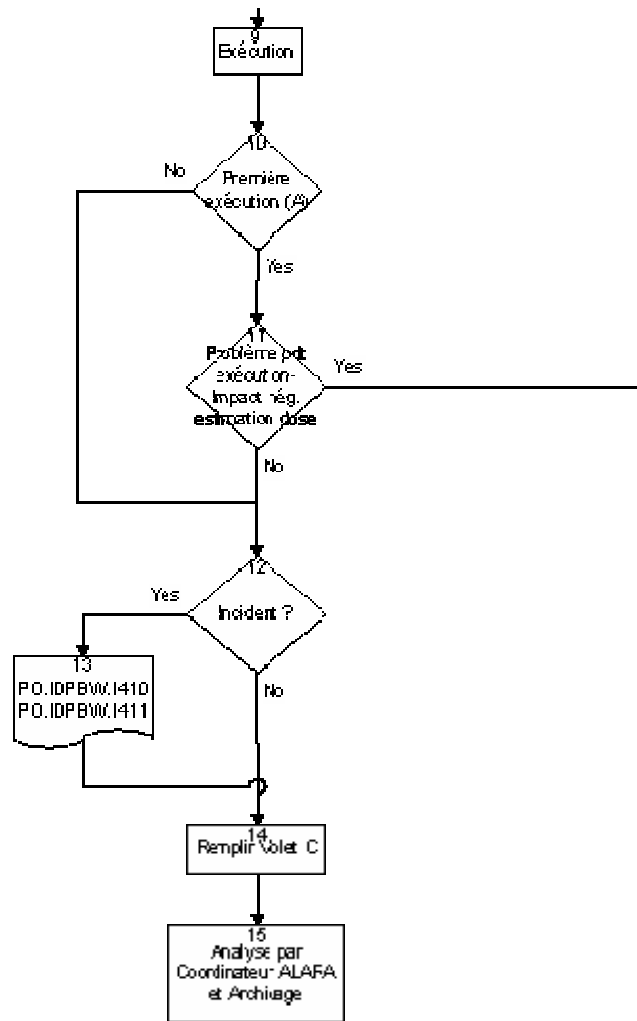 9
Exécution
10
No
Première
exécution (A)
Yes
11
Problème pdt
Yes
exécution-
Impact nég.
estimation dose
No
12
Yes
Incident ?
13
No
PO.IDPBW.I410
PO.IDPBW.I411
14
Remplir Volet C
15
Analyse par
Coordinateur ALARA
et Archivage